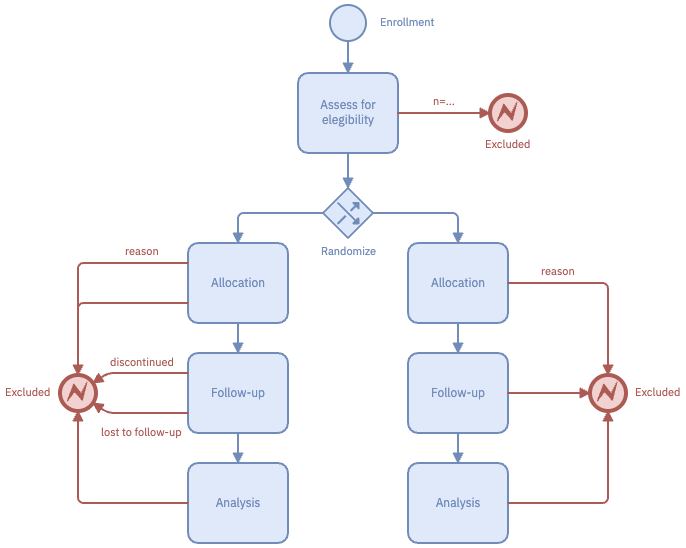 Enrollment
Assess for
elegibility
n=...
Excluded
Randomize
reason
Allocation
Allocation
reason
discontinued
Excluded
Follow-up
Follow-up
Excluded
lost to follow-up
Analysis
Analysis